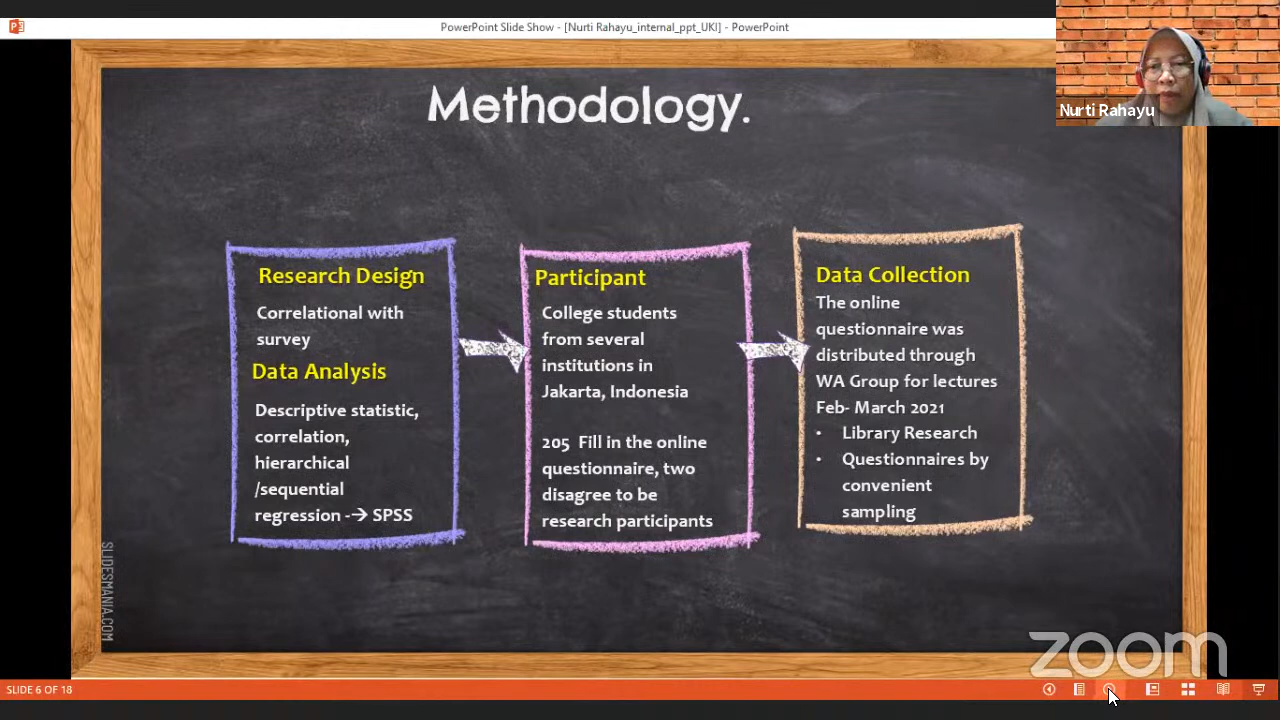 PowerPoint Slide Show - [Nurti Rahayu_internal_ppt_UKI] - PowerPoint
Nurti Rahayu
Methodology.
Research Design
Correlational with
survey
Data Analysis
Descriptive statistic,
correlation,
hierarchical
/sequential
regression -→ SPSS
Participant
College students
from several
institutions in
Jakarta, Indonesia
205 Fill in the online
questionnaire, two
disagree to be
research participants
Data Collection
The online
questionnaire was
distributed through
WA Group for lectures
Feb- March 2021
• Library Research
• Questionnaires by
convenient
sampling
SLIDESMANIA.COM
zoom
SLIDE 6 OF 18